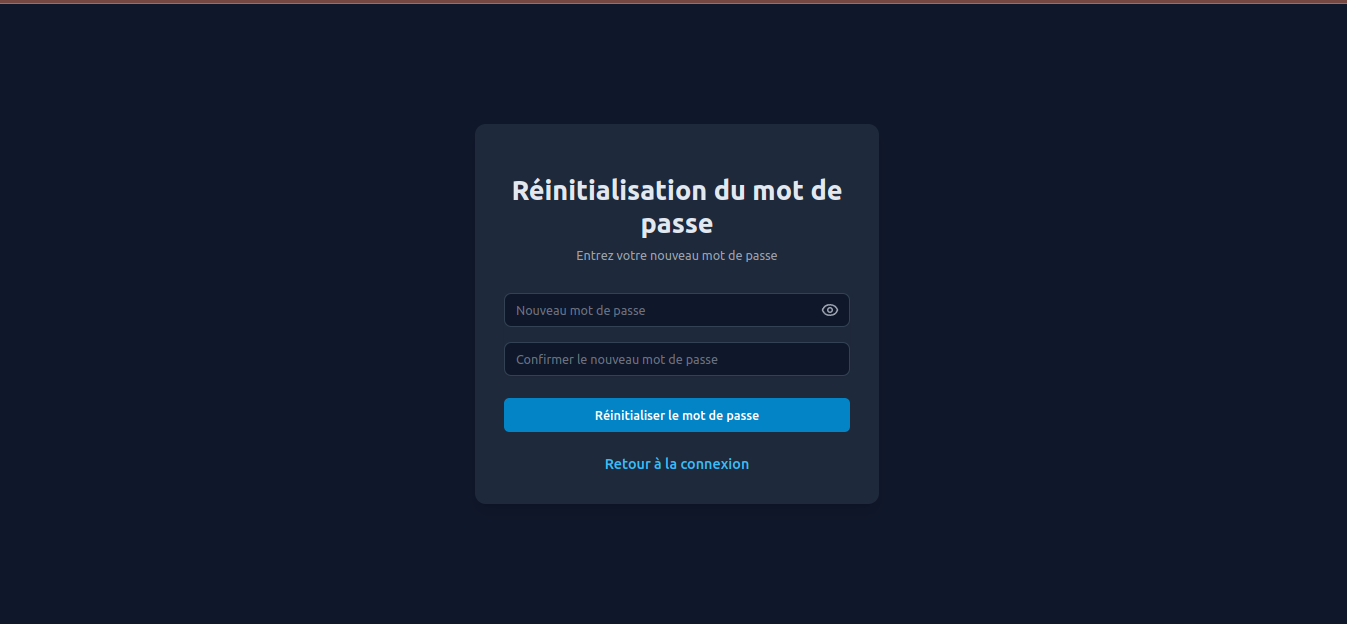 Réinitialisation du mot de
passe
Entrez votre nouveau mot de passe
Nouveau mot de passe
Confirmer le nouveau mot de passe
Réinitialiser le mot de passe
Retour à la connexion